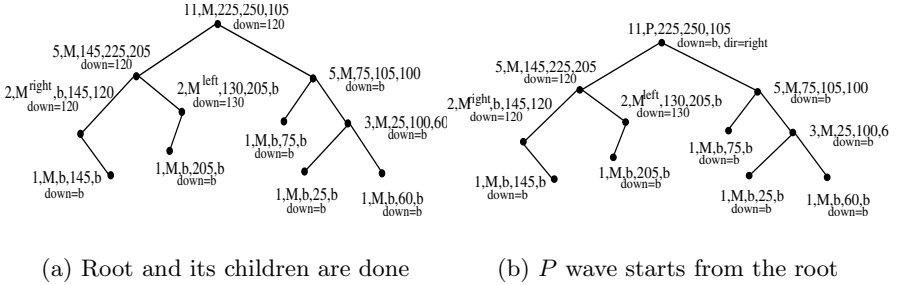 11,M,225,250,105
down=120
5,M,145,225,205
down=120
5,M,75,105,100
down=b
2,M^right,b,145,120
down=120
2,M^left,130,205,b
down=130
3,M,25,100,60
down=b
1,M,b,75,b
down=b
1,M,b,205,b
down=b
1,M,b,145,b
down=b
1,M,b,25,b
down=b
1,M,b,60,b
down=b
(a) Root and its children are done
11,P,225,250,105
down=b, dir=right
5,M,145,225,205
down=120
5,M,75,105,100
down=b
2,M^right,b,145,120
down=120
2,M^left,130,205,b
down=130
3,M,25,100,6
down=b
1,M,b,75,b
down=b
1,M,b,205,b
down=b
1,M,b,145,b
down=b
1,M,b,25,b
down=b
1,M,b,60,b
down=b
(b) P wave starts from the root